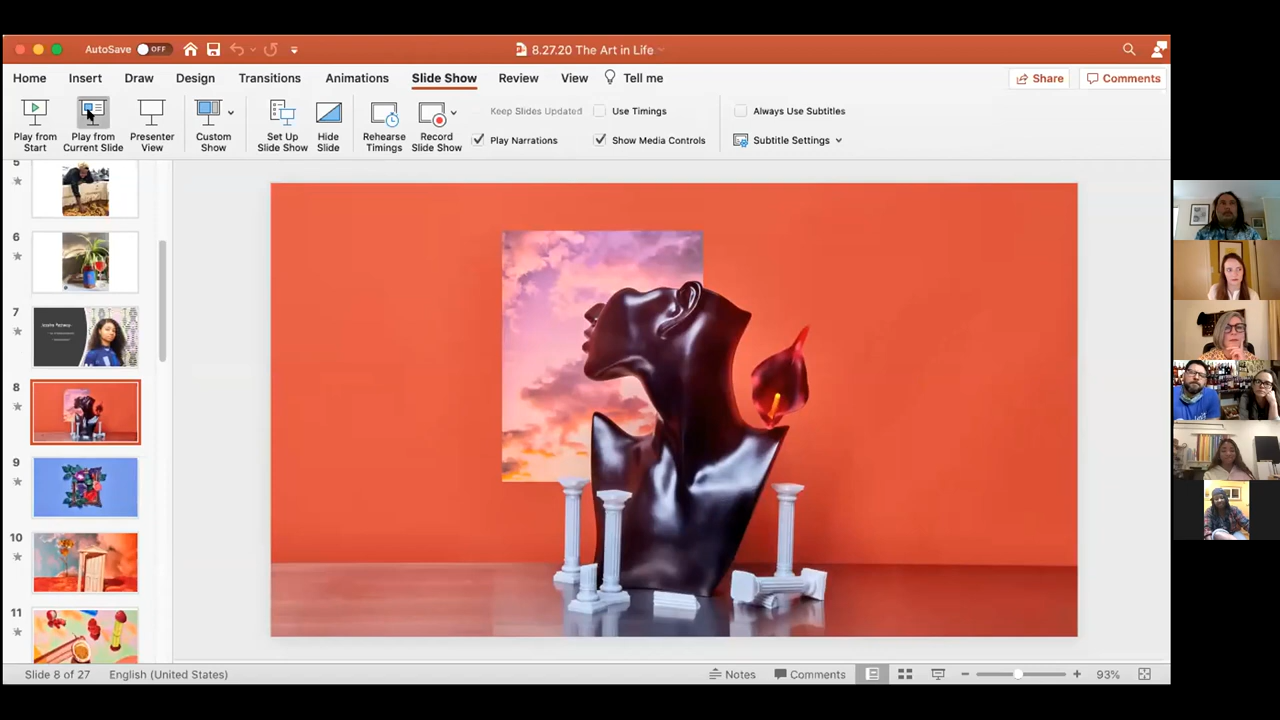 AutoSave OFF
8.27.20 The Art in Life
Home Insert Draw Design Transitions Animations Slide Show Review View Tell me
Share Comments
Play from Start
Play from Current Slide
Presenter View
Custom Show
Set Up Slide Show
Hide Slide
Rehearse Timings
Record Slide Show
Keep Slides Updated
Use Timings
Play Narrations
Show Media Controls
Always Use Subtitles
Subtitle Settings
5
6
7
8
9
10
11
Slide 8 of 27 English (United States)
Notes Comments 93%